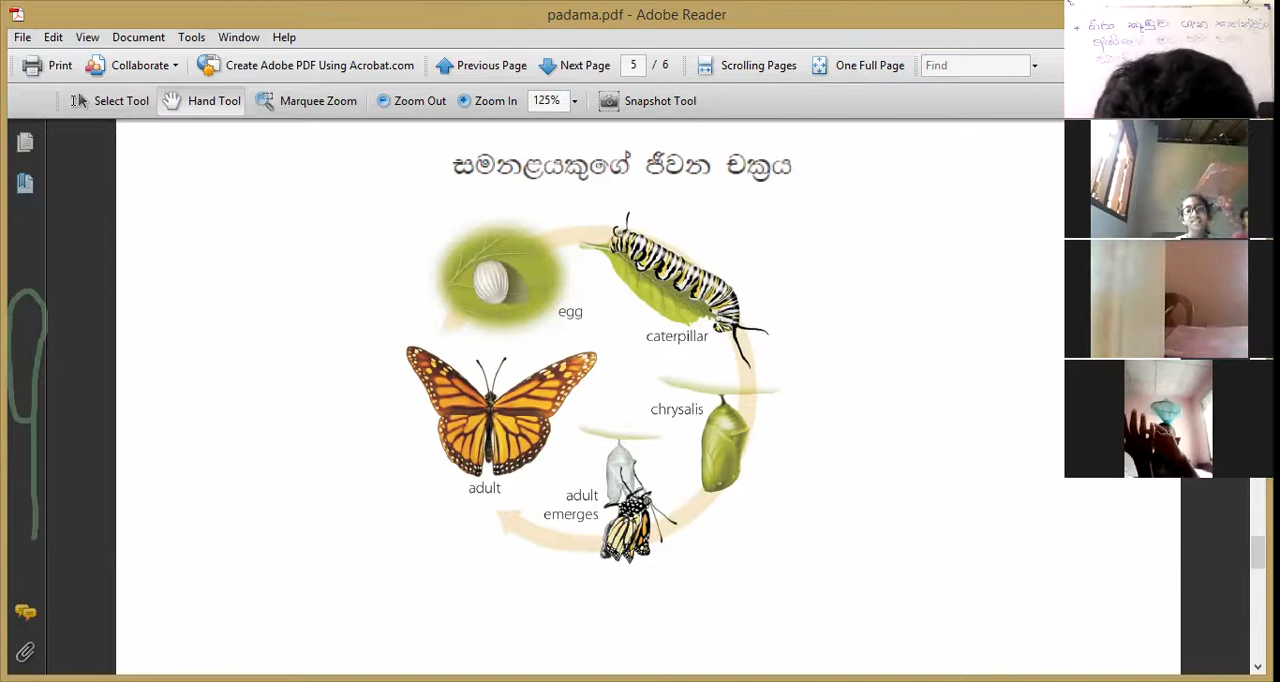 padama.pdf - Adobe Reader
File Edit View Document Tools Window Help
Print Collaborate Create Adobe PDF Using Acrobat.com Previous Page Next Page 5 / 6 Scrolling Pages One Full Page Find
Select Tool Hand Tool Marquee Zoom Zoom Out Zoom In 125% Snapshot Tool
සමනළයකුගේ ජීවන චක්‍රය
egg
caterpillar
chrysalis
adult
adult
emerges